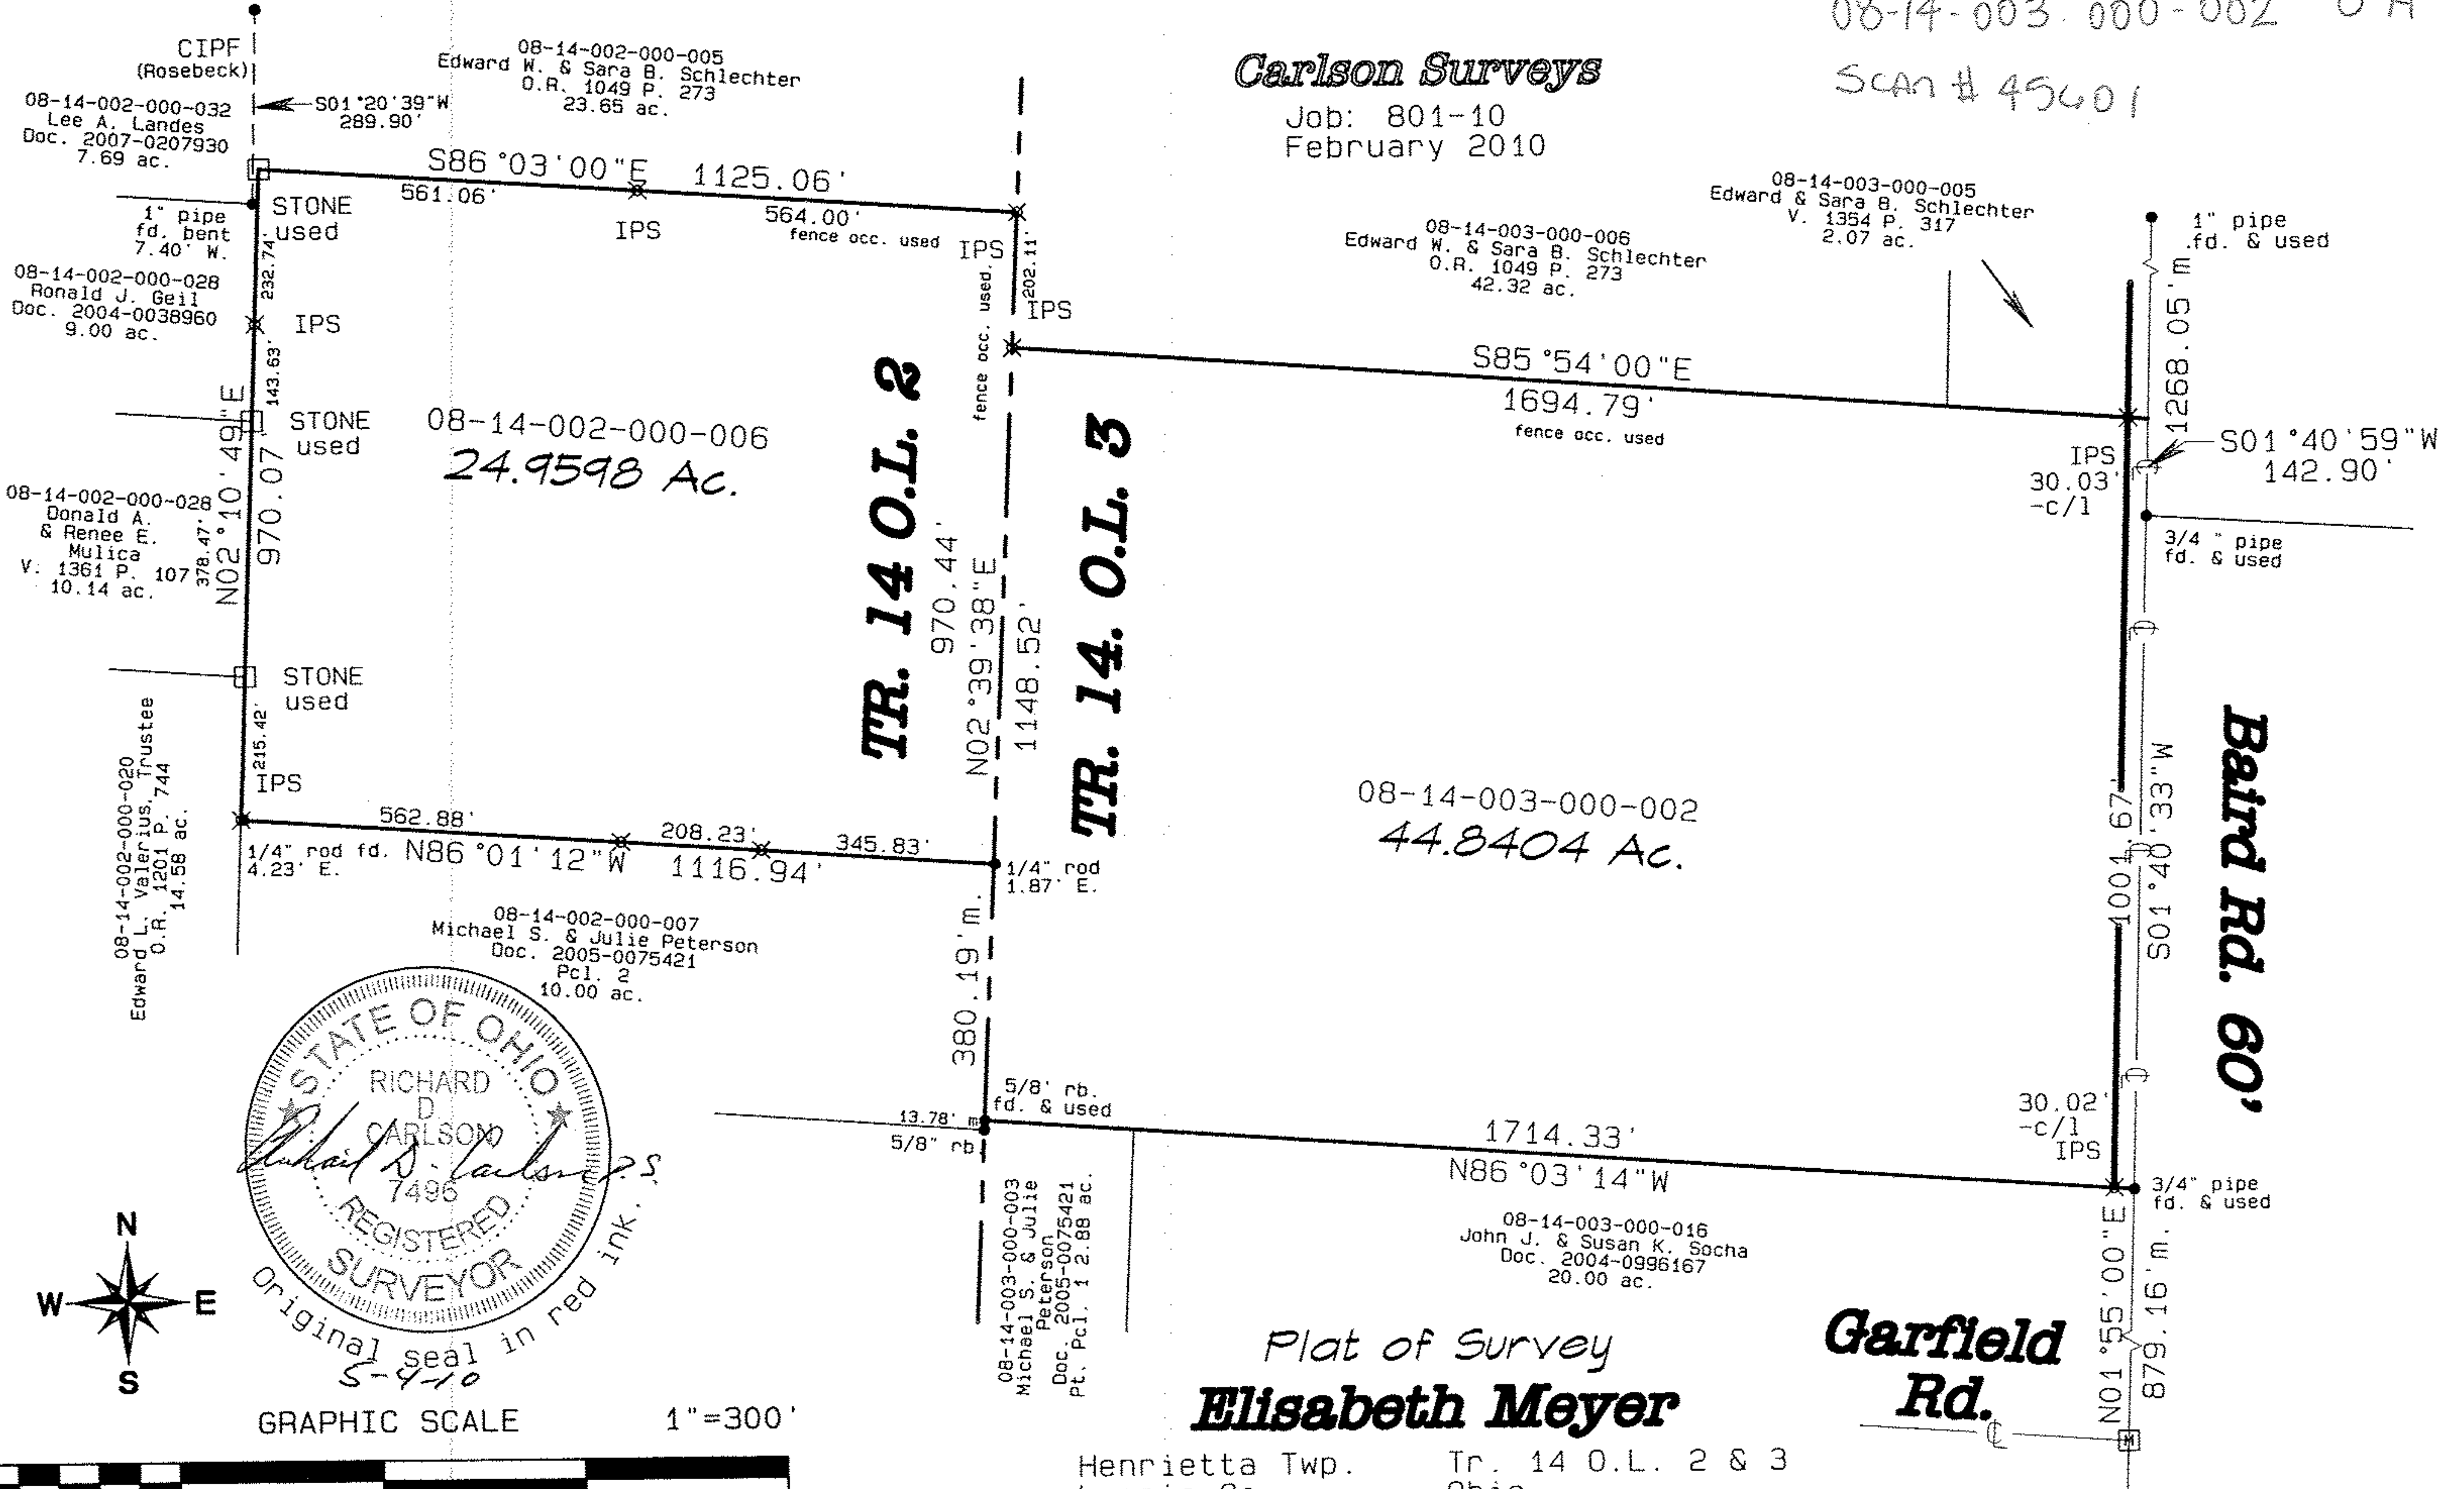 08-14-003-000-002
SCAN # 45601
Carlson Surveys
Job: 801-10
February 2010
CIPF
(Rosebeck)
S01°20'39"W
289.90'
08-14-002-000-005
Edward W. & Sara B. Schlechter
O.R. 1049 P. 273
23.65 ac.
08-14-002-000-032
Lee A. Landes
Doc. 2007-0207930
7.69 ac.
S86°03'00"E 1125.06'
561.06'
564.00'
fence occ. used
IPS
IPS
STONE
used
1" pipe
fd. bent
7.40' W.
232.74'
08-14-002-000-028
Ronald J. Geil
Doc. 2004-0038960
9.00 ac.
IPS
143.63'
STONE
used
N02°10'49"E
970.07'
378.47'
08-14-002-000-028
Donald A.
& Renee E.
Mulica
V. 1361 P. 107
10.14 ac.
STONE
used
215.42'
IPS
08-14-002-000-020
Edward L. Valerius, Trustee
O.R. 1201 P. 744
14.58 ac.
08-14-002-000-006
24.9598 Ac.
202.11'
IPS
fence occ. used.
TR. 14 O.L. 2
970.44'
N02°39'38"E
1148.52'
TR. 14. O.L. 3
08-14-003-000-006
Edward W. & Sara B. Schlechter
O.R. 1049 P. 273
42.32 ac.
08-14-003-000-005
Edward & Sara B. Schlechter
V. 1354 P. 317
2.07 ac.
1" pipe
.fd. & used
1268.05'm.
S85°54'00"E
1694.79'
fence occ. used
IPS
30.03'
-c/l
S01°40'59"W
142.90'
3/4 " pipe
fd. & used
08-14-003-000-002
44.8404 Ac.
1001.67'
S01°40'33"W
Baird Rd. 60'
562.88'
208.23'
345.83'
1/4" rod fd.
4.23' E.
N86°01'12"W 1116.94'
1/4" rod
1.87' E.
08-14-002-000-007
Michael S. & Julie Peterson
Doc. 2005-0075421
Pcl. 2
10.00 ac.
380.19'm.
5/8' rb.
fd. & used
13.78' m
5/8" rb
1714.33'
N86°03'14"W
30.02'
-c/l
IPS
3/4" pipe
fd. & used
08-14-003-000-003
Michael S. & Julie
Peterson
Doc. 2005-0075421
Pt. Pcl. 1 2.88 ac.
08-14-003-000-016
John J. & Susan K. Socha
Doc. 2004-0996167
20.00 ac.
N01°55'00"E
879.16'm.
STATE OF OHIO
RICHARD
D.
CARLSON
7496
REGISTERED
SURVEYOR
Richard D. Carlson P.S.
Original seal in red ink.
5-4-10
N
W E
S
GRAPHIC SCALE 1"=300'
Plat of Survey
Elisabeth Meyer
Garfield
Rd.
M
Henrietta Twp. Tr. 14 O.L. 2 & 3